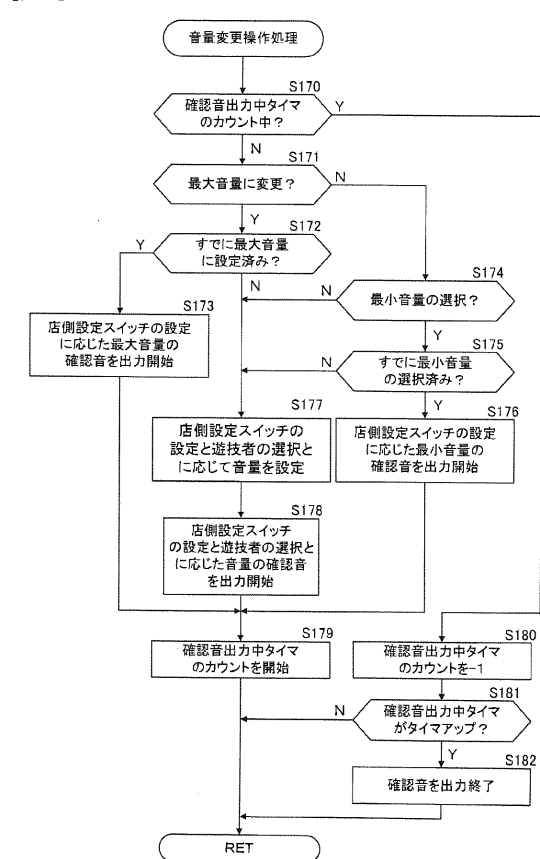 音量変更操作処理
S170
確認音出力中タイマ
のカウント中？
Y
N
S171
最大音量に変更？
N
Y
S172
すでに最大音量
に設定済み？
Y
N
S173
店側設定スイッチの設定
に応じた最大音量の
確認音を出力開始
S174
最小音量の選択？
N
Y
S175
すでに最小音量
の選択済み？
N
Y
S176
店側設定スイッチの設定
に応じた最小音量の
確認音を出力開始
S177
店側設定スイッチの
設定と遊技者の選択と
に応じて音量を設定
S178
店側設定スイッチ
の設定と遊技者の選択と
に応じた音量の確認音
を出力開始
S179
確認音出力中タイマ
のカウントを開始
S180
確認音出力中タイマ
のカウントを-1
S181
確認音出力中タイマ
がタイマアップ？
N
Y
S182
確認音を出力終了
RET